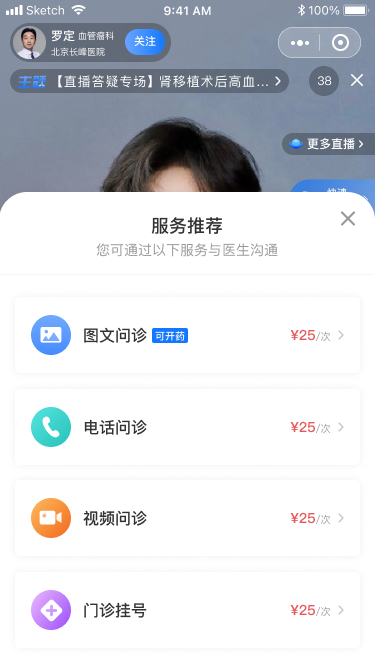 Sketch
9:41 AM
100%
罗定 血管瘤科
北京长峰医院
关注
主题 【直播答疑专场】肾移植术后高血...
38
更多直播
快速
服务推荐
您可通过以下服务与医生沟通
图文问诊 可开药 ¥25/次
电话问诊 ¥25/次
视频问诊 ¥25/次
门诊挂号 ¥25/次